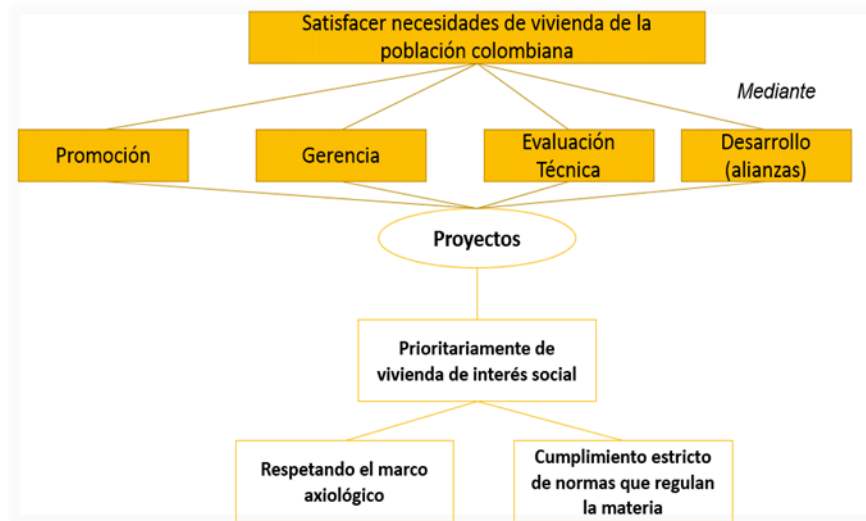 Satisfacer necesidades de vivienda de la
población colombiana
Mediante
Promoción
Gerencia
Evaluación
Técnica
Desarrollo
(alianzas)
Proyectos
Prioritariamente de
vivienda de interés social
Respetando el marco
axiológico
Cumplimiento estricto
de normas que regulan
la materia